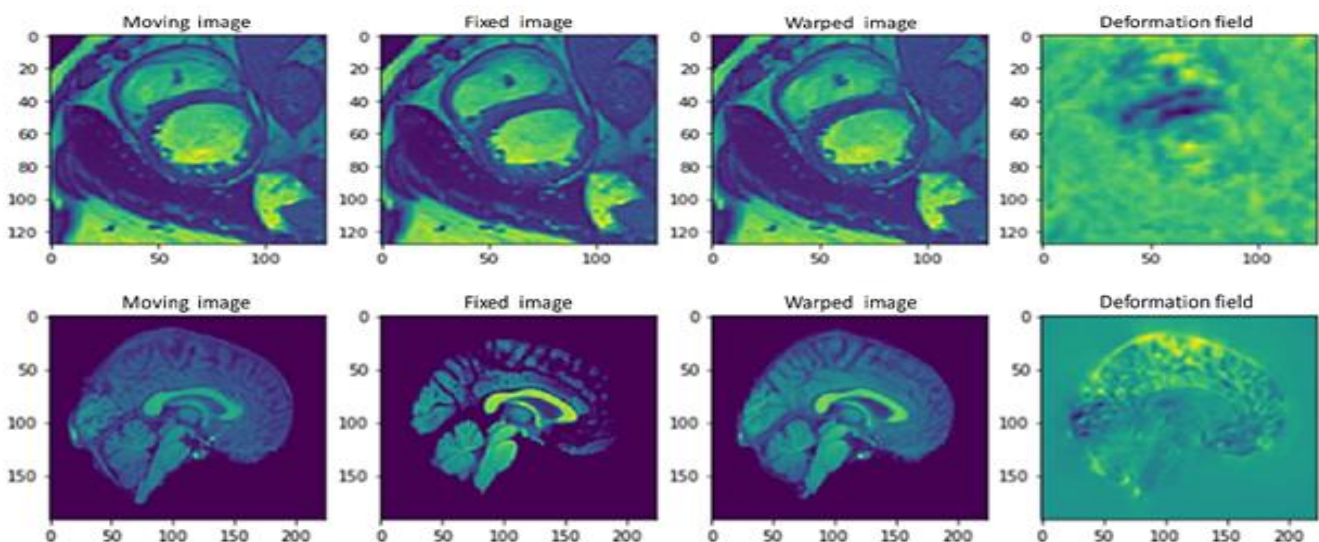 Moving image Fixed image Warped image Deformation field
0 0 0 0
20 20 20 20
40 40 40 40
60 60 60 60
80 80 80 80
100 100 100 100
120 120 120 120
0 50 100 0 50 100 0 50 100 0 50 100
Moving image Fixed image Warped image Deformation field
0 0 0 0
50 50 50 50
100 100 100 100
150 150 150 150
0 50 100 150 200 0 50 100 150 200 0 50 100 150 200 0 50 100 150 200